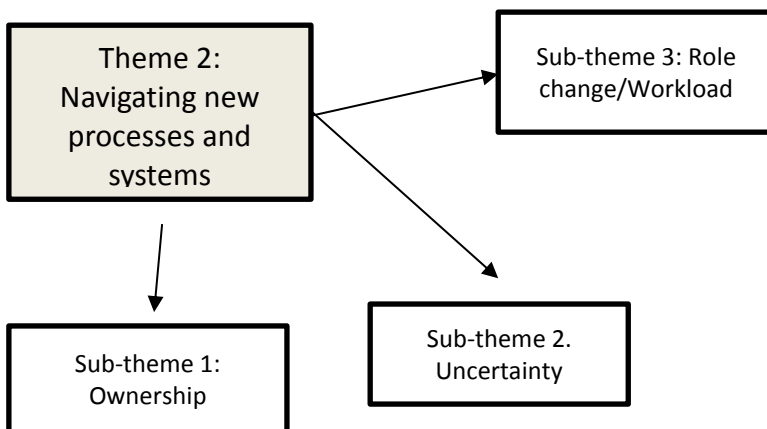 Theme 2:
Navigating new
processes and
systems
Sub-theme 3: Role
change/Workload
Sub-theme 1:
Ownership
Sub-theme 2.
Uncertainty